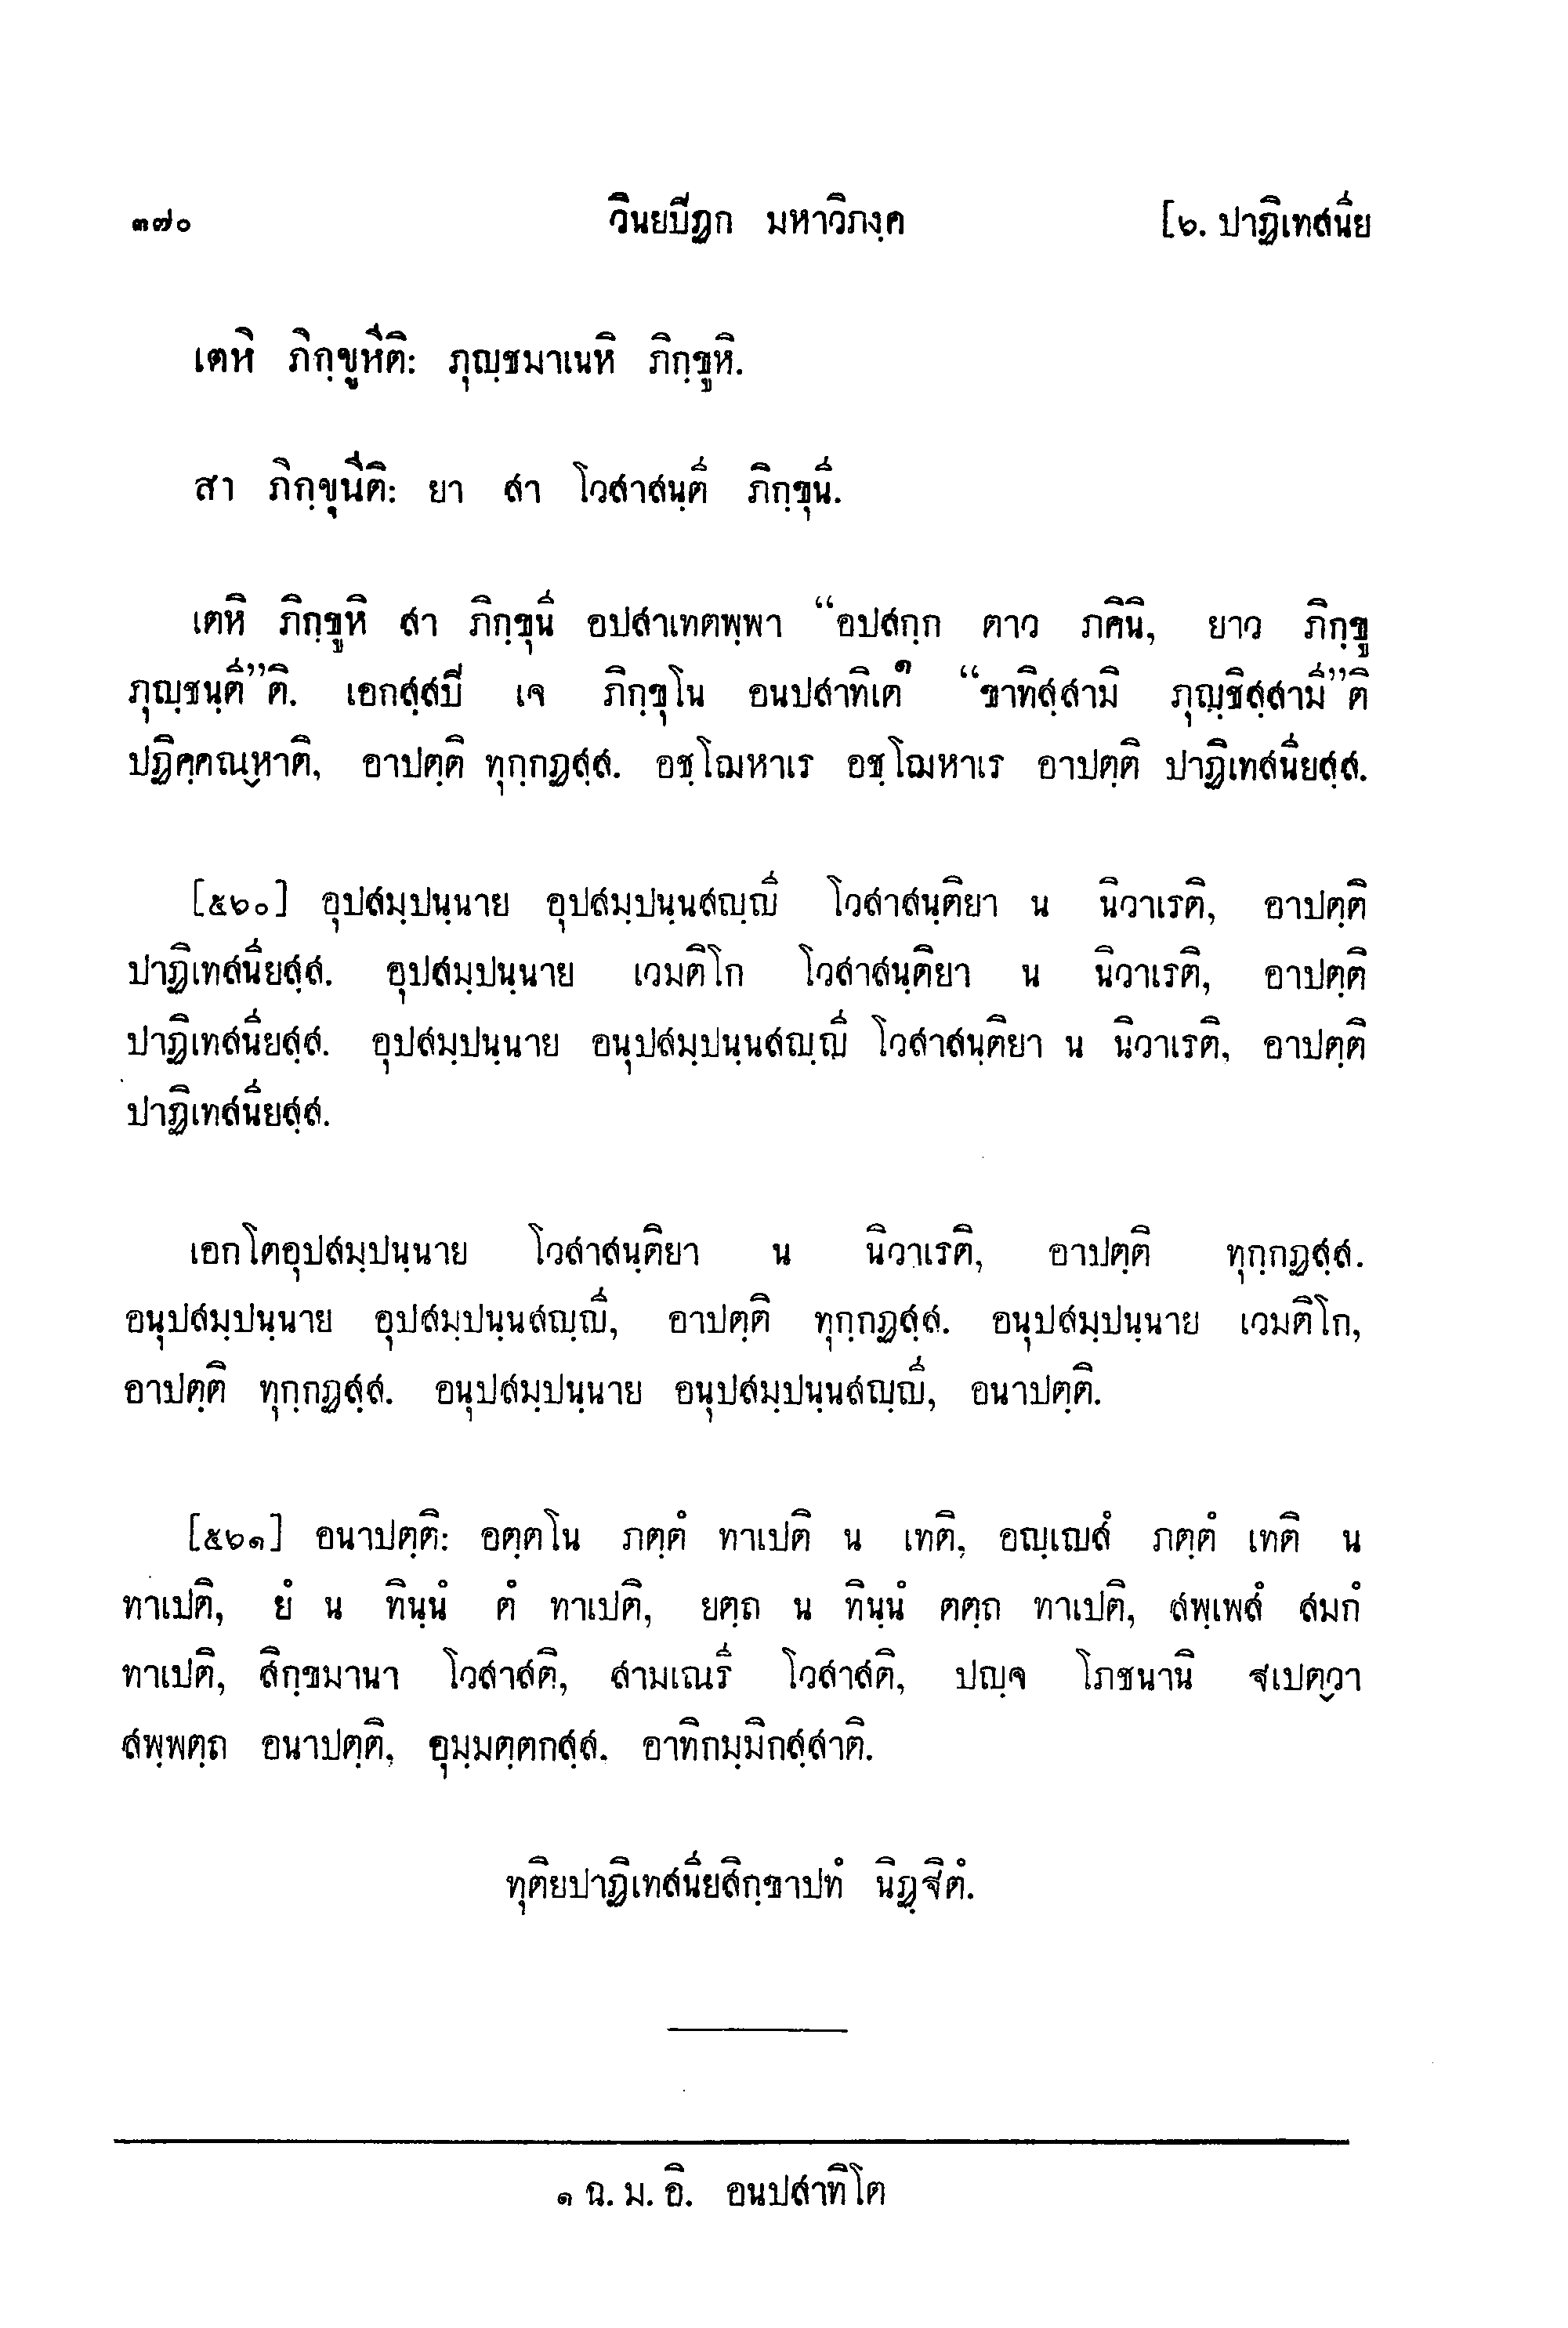 ๓๗๐ วินยปีฏก มหาวิภงฺค [๖. ปาฏิเทสนีย
เตหิ ภิกฺขูหีติ: ภุญฺชมาเนหิ ภิกฺขูหิ.
สา ภิกฺขุนีติ: ยา สา โวสาสนฺตี ภิกฺขุนี.
เตหิ ภิกฺขูหิ สา ภิกฺขุนี อปสาเทตพฺพา “อปสกฺก ตาว ภคินิ, ยาว ภิกฺขู
ภุญฺชนฺตี”ติ. เอกสฺสปี เจ ภิกฺขุโน อนปสาทิเต๑ “ขาทิสฺสามิ ภุญฺชิสฺสามี”ติ
ปฏิคฺคณฺหาติ, อาปตฺติ ทุกฺกฏสฺส. อชฺโฌหาเร อชฺโฌหาเร อาปตฺติ ปาฏิเทสนียสฺส.
[๕๖๐] อุปสมฺปนฺนาย อุปสมฺปนฺนสญฺญี โวสาสนฺติยา น นิวาเรติ, อาปตฺติ
ปาฏิเทสนียสฺส. อุปสมฺปนฺนาย เวมติโก โวสาสนฺติยา น นิวาเรติ, อาปตฺติ
ปาฏิเทสนียสฺส. อุปสมฺปนฺนาย อนุปสมฺปนฺนสญฺญี โวสาสนฺติยา น นิวาเรติ, อาปตฺติ
ปาฏิเทสนียสฺส.
เอกโตอุปสมฺปนฺนาย โวสาสนฺติยา น นิวาเรติ, อาปตฺติ ทุกฺกฏสฺส.
อนุปสมฺปนฺนาย อุปสมฺปนฺนสญฺญี, อาปตฺติ ทุกฺกฏสฺส. อนุปสมฺปนฺนาย เวมติโก,
อาปตฺติ ทุกฺกฏสฺส. อนุปสมฺปนฺนาย อนุปสมฺปนฺนสญฺญี, อนาปตฺติ.
[๕๖๑] อนาปตฺติ: อตฺตโน ภตฺตํ ทาเปติ น เทติ, อญฺเญสํ ภตฺตํ เทติ น
ทาเปติ, ยํ น ทินฺนํ ตํ ทาเปติ, ยตฺถ น ทินฺนํ ตตฺถ ทาเปติ, สพฺเพสํ สมกํ
ทาเปติ, สิกฺขมานา โวสาสติ, สามเณรี โวสาสติ, ปญฺจ โภชนานิ ฐเปตฺวา
สพฺพตฺถ อนาปตฺติ, อุมฺมตฺตกสฺส. อาทิกมฺมิกสฺสาติ.
ทุติยปาฏิเทสนียสิกฺขาปทํ นิฏฺฐิตํ.
๑ ฉ. ม. อิ. อนปสาทิโต